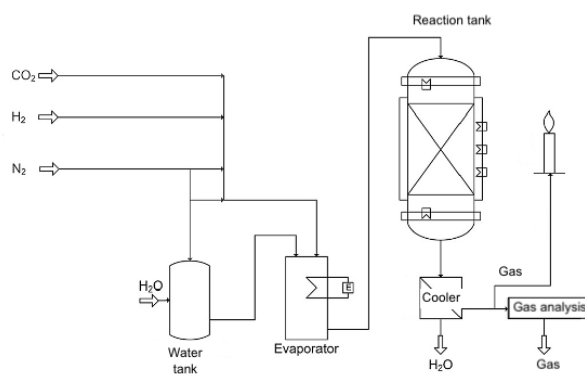 Reaction tank
CO₂
H₂
N₂
H₂O
E
Water
tank
Evaporator
Cooler
Gas
Gas analysis
H₂O
Gas